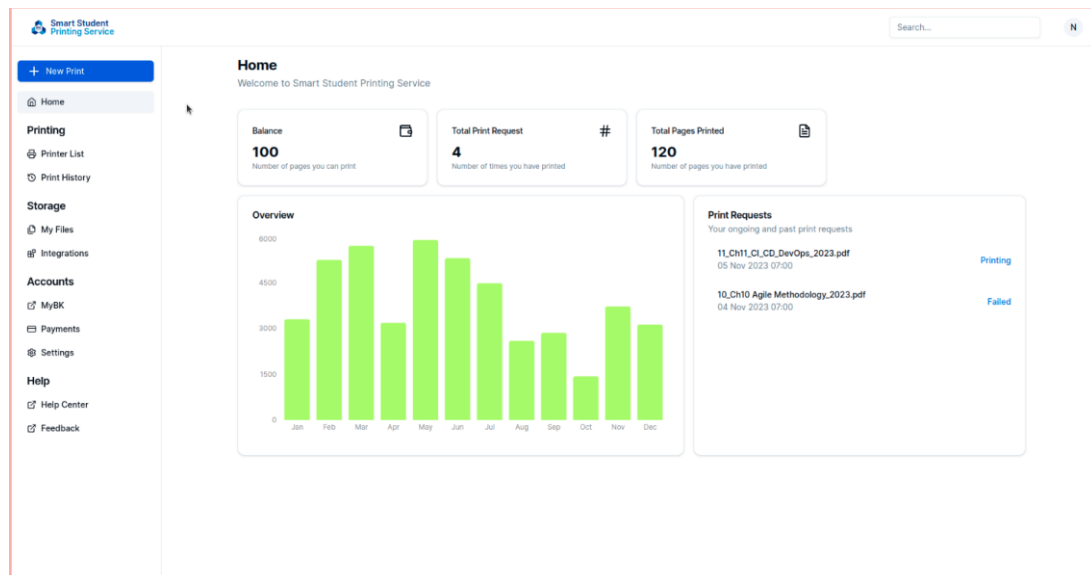 Smart Student
Printing Service
Search...
N
New Print
Home
Printing
Printer List
Print History
Storage
My Files
Integrations
Accounts
MyBK
Payments
Settings
Help
Help Center
Feedback
Home
Welcome to Smart Student Printing Service
Balance
100
Number of pages you can print
Total Print Request
#
4
Number of times you have printed
Total Pages Printed
120
Number of pages you have printed
Overview
6000
4500
3000
1500
0
Jan Feb Mar Apr May Jun Jul Aug Sep Oct Nov Dec
Print Requests
Your ongoing and past print requests
11_Ch11_CI_CD_DevOps_2023.pdf
05 Nov 2023 07:00
Printing
10_Ch10 Agile Methodology_2023.pdf
04 Nov 2023 07:00
Failed